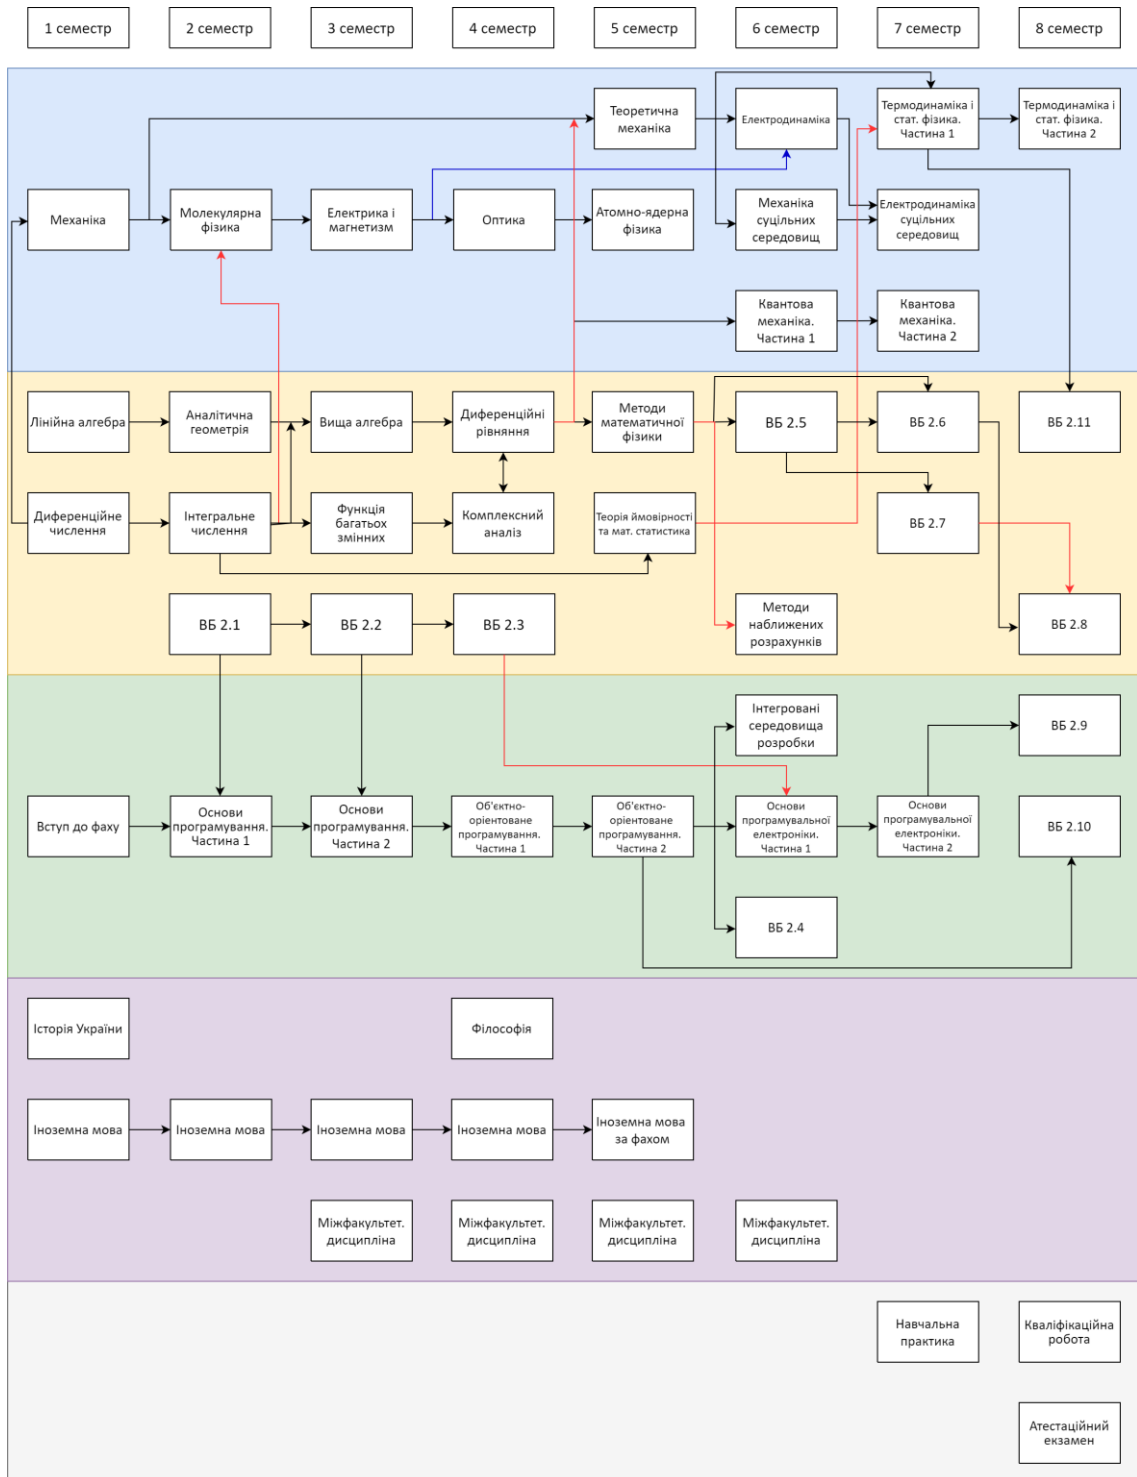 1 семестр
2 семестр
3 семестр
4 семестр
5 семестр
6 семестр
7 семестр
8 семестр
Теоретична
механіка
Електродинаміка
Термодинаміка і
стат. фізика.
Частина 1
Термодинаміка і
стат. фізика.
Частина 2
Механіка
Молекулярна
фізика
Електрика і
магнетизм
Оптика
Атомно-ядерна
фізика
Механіка
суцільних
середовищ
Електродинаміка
суцільних
середовищ
Квантова
механіка.
Частина 1
Квантова
механіка.
Частина 2
Лінійна алгебра
Аналітична
геометрія
Вища алгебра
Диференційні
рівняння
Методи
математичної
фізики
ВБ 2.5
ВБ 2.6
ВБ 2.11
Диференційне
числення
Інтегральне
числення
Функція
багатьох
змінних
Комплексний
аналіз
Теорія ймовірності
та мат. статистика
ВБ 2.7
ВБ 2.1
ВБ 2.2
ВБ 2.3
Методи
наближених
розрахунків
ВБ 2.8
Інтегровані
середовища
розробки
ВБ 2.9
Вступ до фаху
Основи
програмування.
Частина 1
Основи
програмування.
Частина 2
Об'єктно-
орієнтоване
програмування.
Частина 1
Об'єктно-
орієнтоване
програмування.
Частина 2
Основи
програмувальної
електроніки.
Частина 1
Основи
програмувальної
електроніки.
Частина 2
ВБ 2.10
ВБ 2.4
Історія України
Філософія
Іноземна мова
Іноземна мова
Іноземна мова
Іноземна мова
Іноземна мова
за фахом
Міжфакультет.
дисципліна
Міжфакультет.
дисципліна
Міжфакультет.
дисципліна
Міжфакультет.
дисципліна
Навчальна
практика
Кваліфікаційна
робота
Атестаційний
екзамен